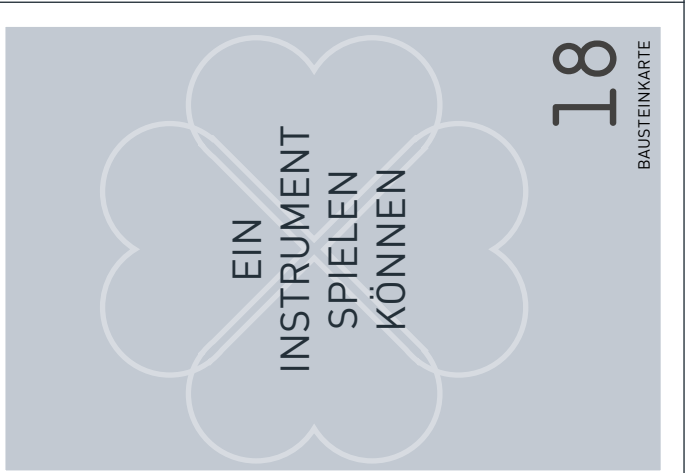 EIN
INSTRUMENT
SPIELEN
KÖNNEN
18
BAUSTEINKARTE